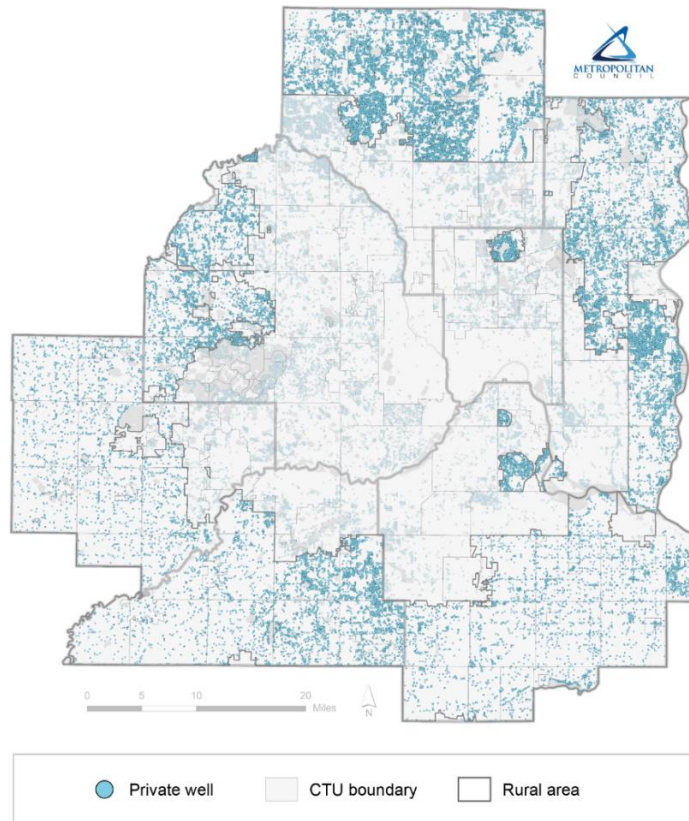 METROPOLITAN
COUNCIL
0 5 10 20
Miles
N
Private well
CTU boundary
Rural area